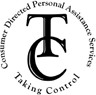 Consumer Directed Personal Assistance Services
TC
Taking Control